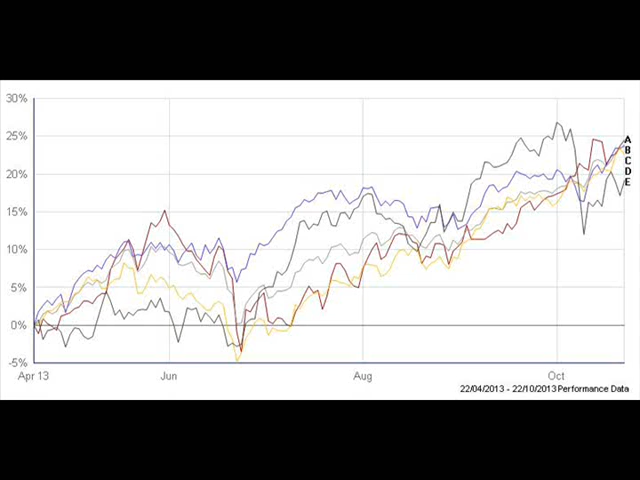 30%
25%
20%
15%
10%
5%
0%
-5%
A
B
C
D
E
Apr 13 Jun Aug Oct
22/04/2013 - 22/10/2013 Performance Data